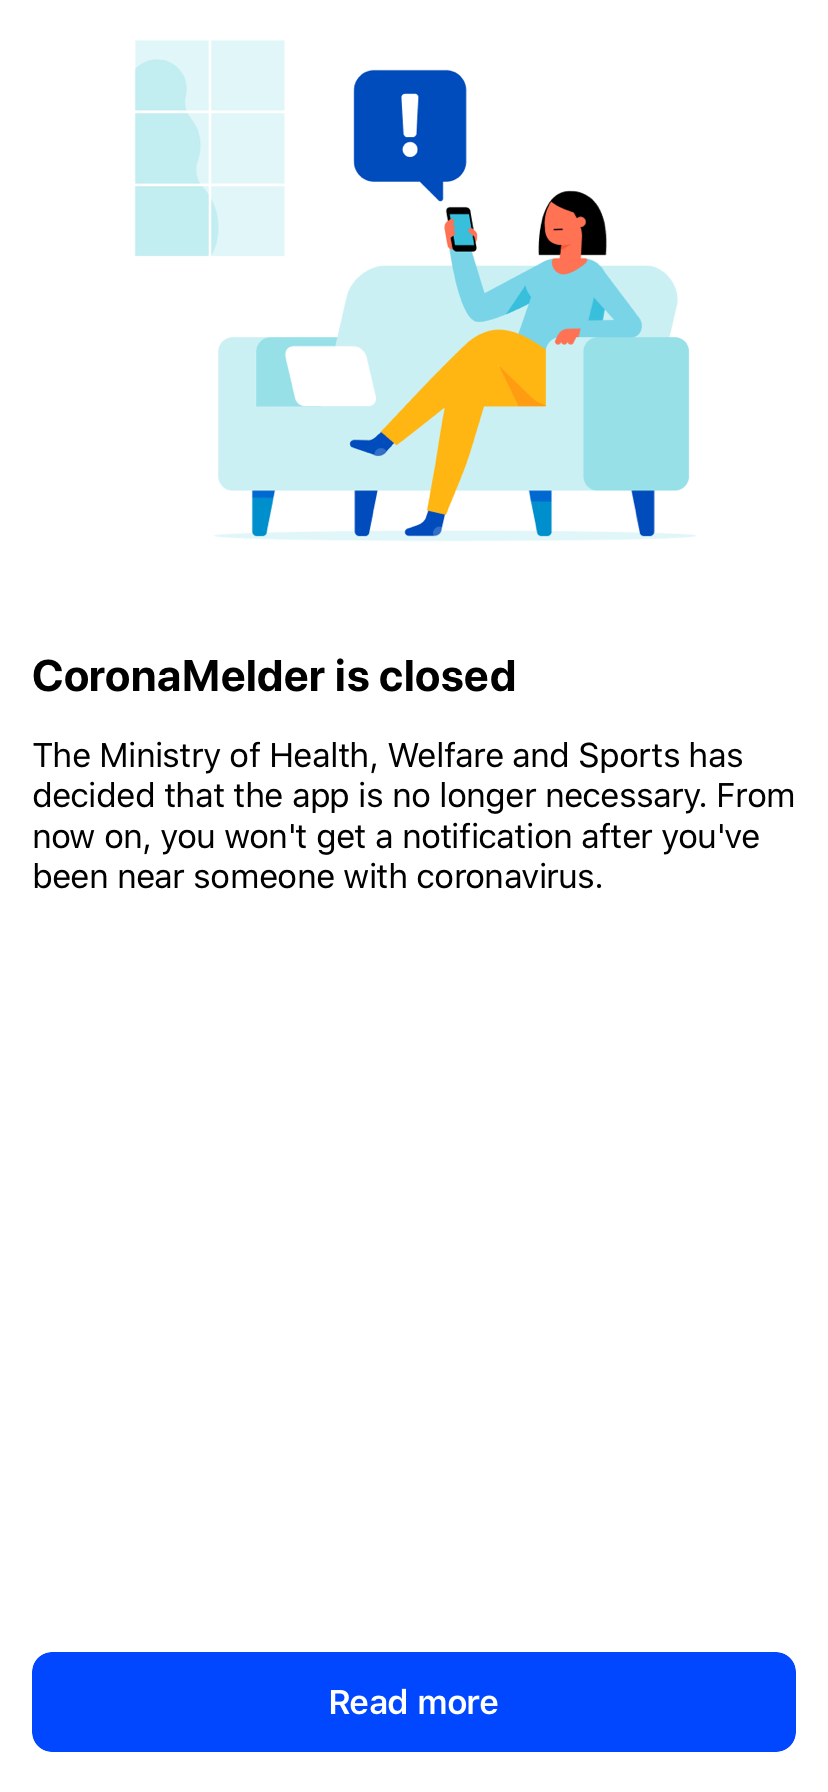 !
CoronaMelder is closed
The Ministry of Health, Welfare and Sports has
decided that the app is no longer necessary. From
now on, you won't get a notification after you've
been near someone with coronavirus.
Read more